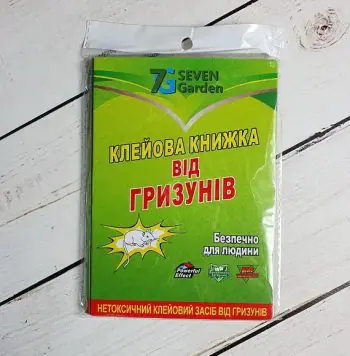 7G SEVEN
Garden
КЛЕЙОВА КНИЖКА
ВІД
ГРИЗУНІВ
Безпечно
для людини
Powerful
Effect
НЕТОКСИЧНИЙ КЛЕЙОВИЙ ЗАСІБ ВІД ГРИЗУНІВ